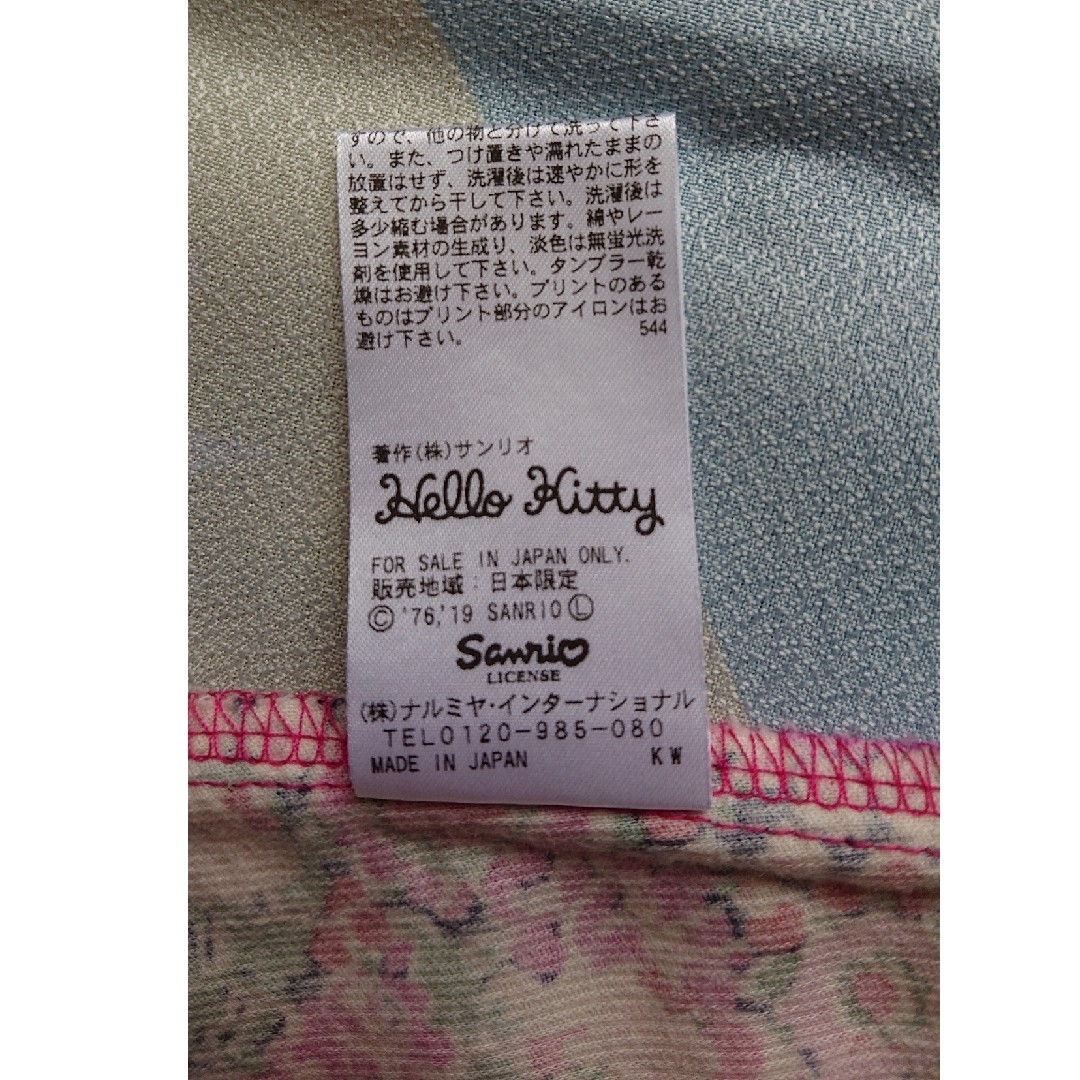 すので、他の物と分けて洗って下さ
い。また、つけ置きや濡れたままの
放置はせず、洗濯後は速やかに形を
整えてから干して下さい。洗濯後は
多少縮む場合があります。綿やレー
ヨン素材の生成り、淡色は無蛍光洗
剤を使用して下さい。タンブラー乾
燥はお避け下さい。プリントのある
ものはプリント部分のアイロンはお
避け下さい。 544
著作(株)サンリオ
Hello Kitty
FOR SALE IN JAPAN ONLY.
販売地域:日本限定
© '76,'19 SANRIO Ⓛ
Sanrio
LICENSE
(株)ナルミヤ・インターナショナル
TEL0120-985-080
MADE IN JAPAN KW